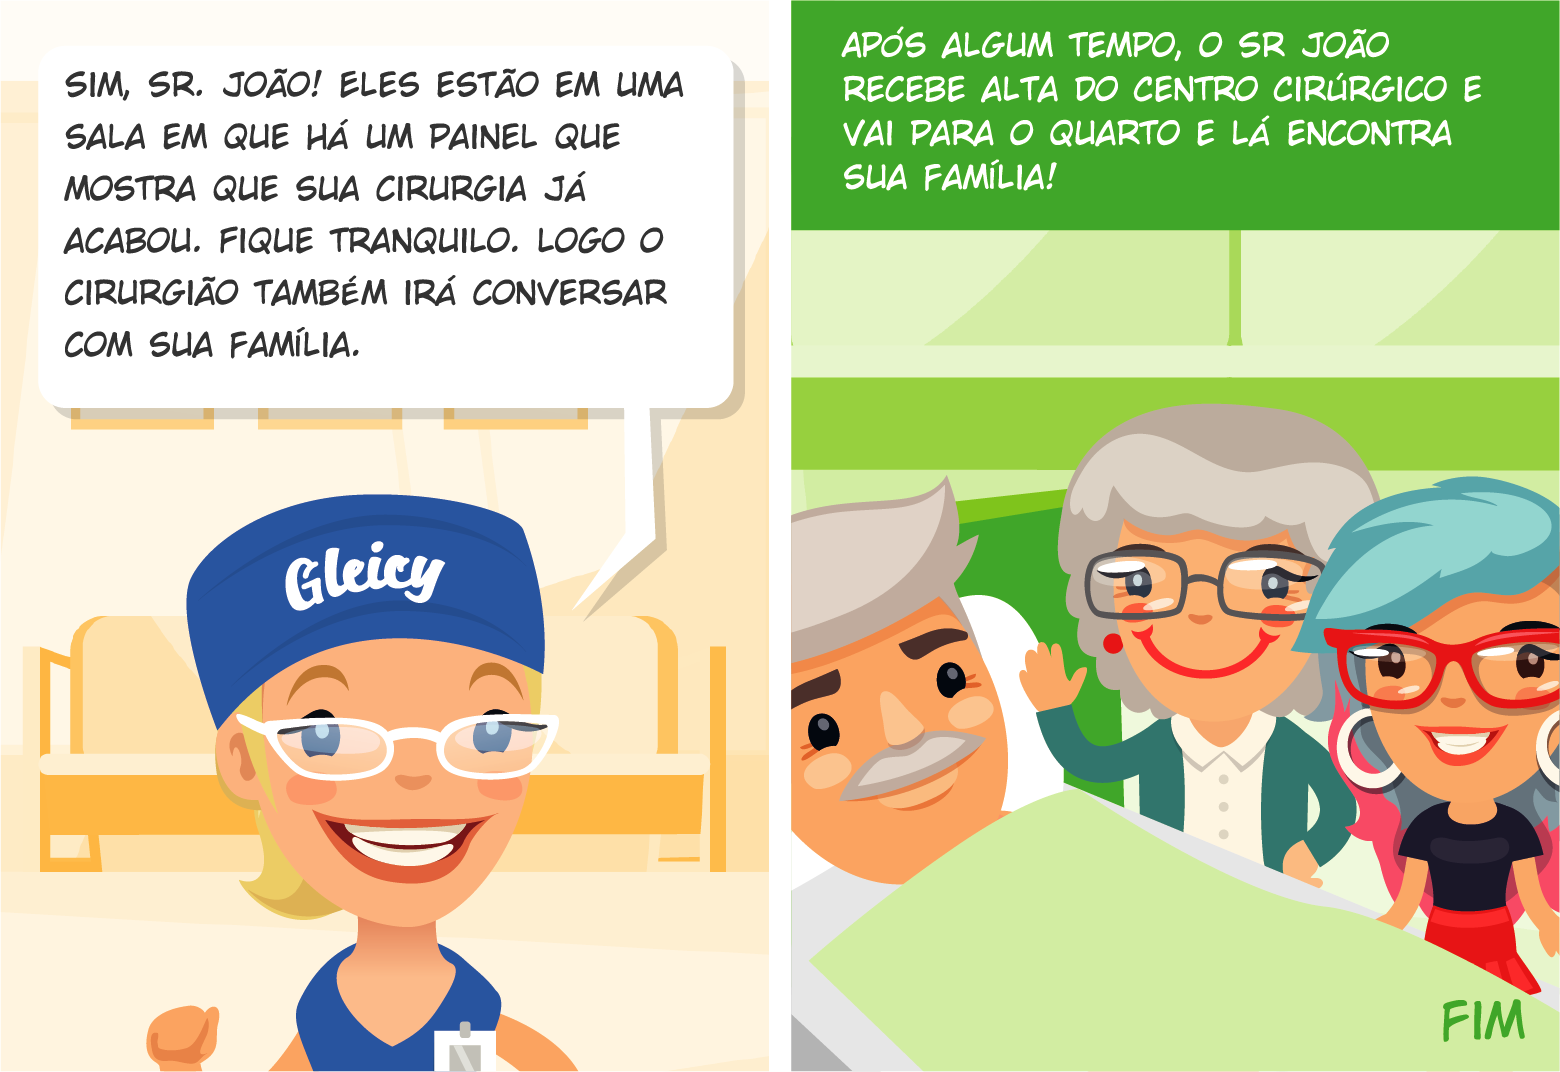 SIM, SR. JOÃO! ELES ESTÃO EM UMA
SALA EM QUE HÁ UM PAINEL QUE
MOSTRA QUE SUA CIRURGIA JÁ
ACABOU. FIQUE TRANQUILO. LOGO O
CIRURGIÃO TAMBÉM IRÁ CONVERSAR
COM SUA FAMÍLIA.
Gleicy
APÓS ALGUM TEMPO, O SR JOÃO
RECEBE ALTA DO CENTRO CIRÚRGICO E
VAI PARA O QUARTO E LÁ ENCONTRA
SUA FAMÍLIA!
FIM